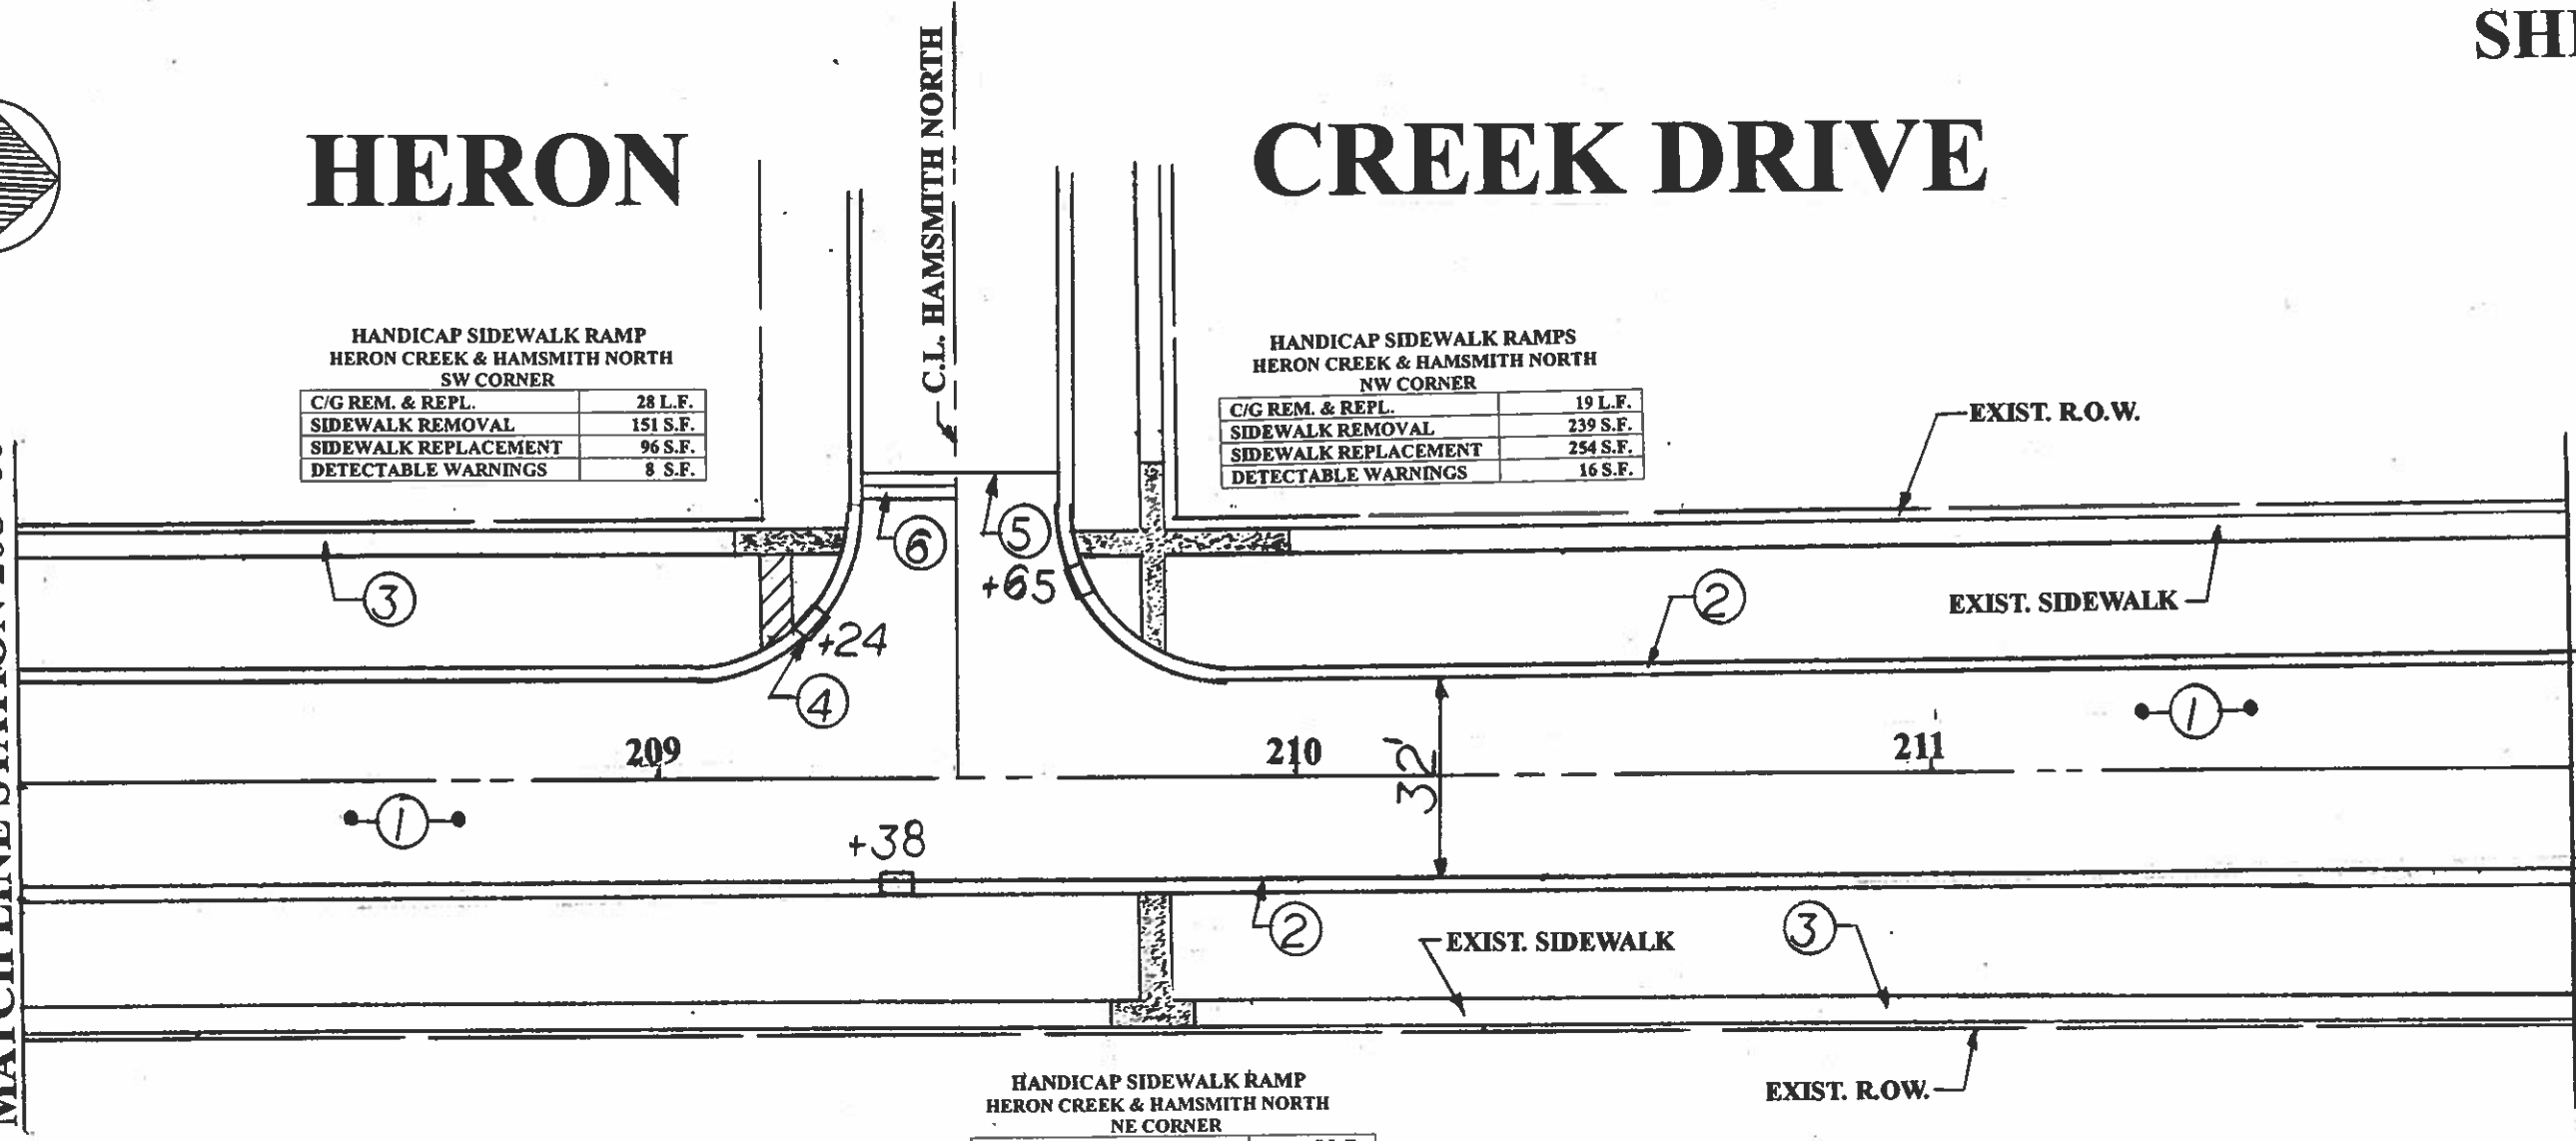 SH
HERON CREEK DRIVE
C.L. HAMSMITH NORTH
HANDICAP SIDEWALK RAMP
HERON CREEK & HAMSMITH NORTH
SW CORNER
C/G REM. & REPL. 28 L.F.
SIDEWALK REMOVAL 151 S.F.
SIDEWALK REPLACEMENT 96 S.F.
DETECTABLE WARNINGS 8 S.F.
HANDICAP SIDEWALK RAMPS
HERON CREEK & HAMSMITH NORTH
NW CORNER
C/G REM. & REPL. 19 L.F.
SIDEWALK REMOVAL 239 S.F.
SIDEWALK REPLACEMENT 254 S.F.
DETECTABLE WARNINGS 16 S.F.
EXIST. R.O.W.
6
5
+65
3
2
EXIST. SIDEWALK
+24
4
1
209
210
211
32'
1
+38
2
EXIST. SIDEWALK
3
MATCH LINE STATION
EXIST. R.OW.
HANDICAP SIDEWALK RAMP
HERON CREEK & HAMSMITH NORTH
NE CORNER